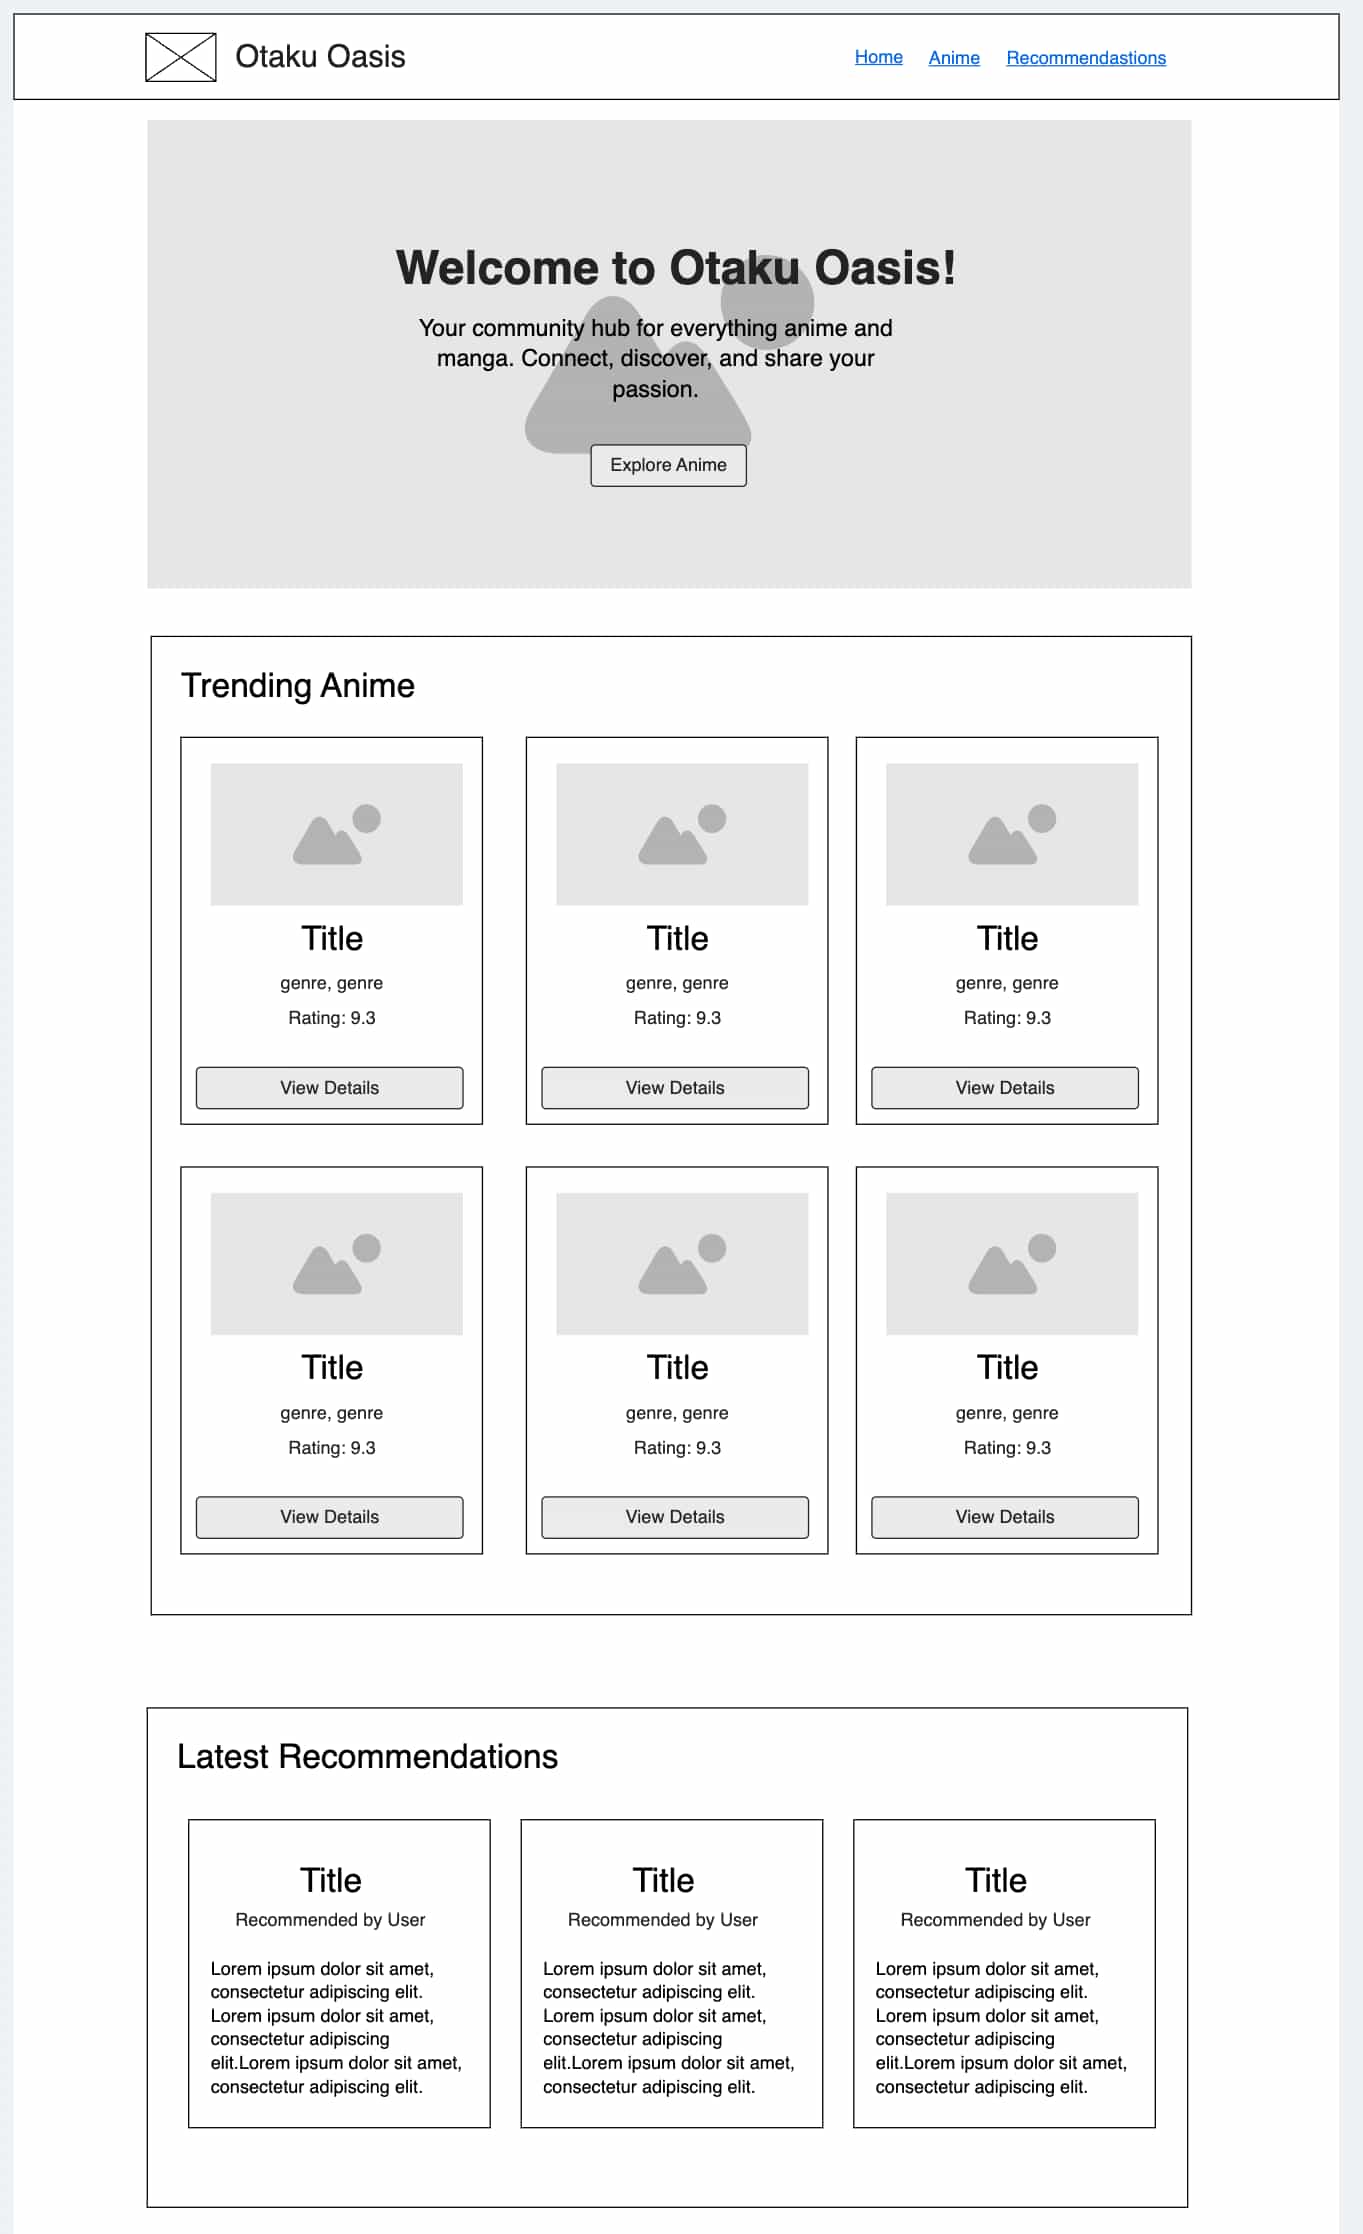 Otaku Oasis
Home Anime Recommendastions
Welcome to Otaku Oasis!
Your community hub for everything anime and
manga. Connect, discover, and share your
passion.
Explore Anime
Trending Anime
Title Title Title
genre, genre genre, genre genre, genre
Rating: 9.3 Rating: 9.3 Rating: 9.3
View Details View Details View Details
Title Title Title
genre, genre genre, genre genre, genre
Rating: 9.3 Rating: 9.3 Rating: 9.3
View Details View Details View Details
Latest Recommendations
Title
Recommended by User
Lorem ipsum dolor sit amet,
consectetur adipiscing elit.
Lorem ipsum dolor sit amet,
consectetur adipiscing
elit.Lorem ipsum dolor sit amet,
consectetur adipiscing elit.
Title
Recommended by User
Lorem ipsum dolor sit amet,
consectetur adipiscing elit.
Lorem ipsum dolor sit amet,
consectetur adipiscing
elit.Lorem ipsum dolor sit amet,
consectetur adipiscing elit.
Title
Recommended by User
Lorem ipsum dolor sit amet,
consectetur adipiscing elit.
Lorem ipsum dolor sit amet,
consectetur adipiscing
elit.Lorem ipsum dolor sit amet,
consectetur adipiscing elit.